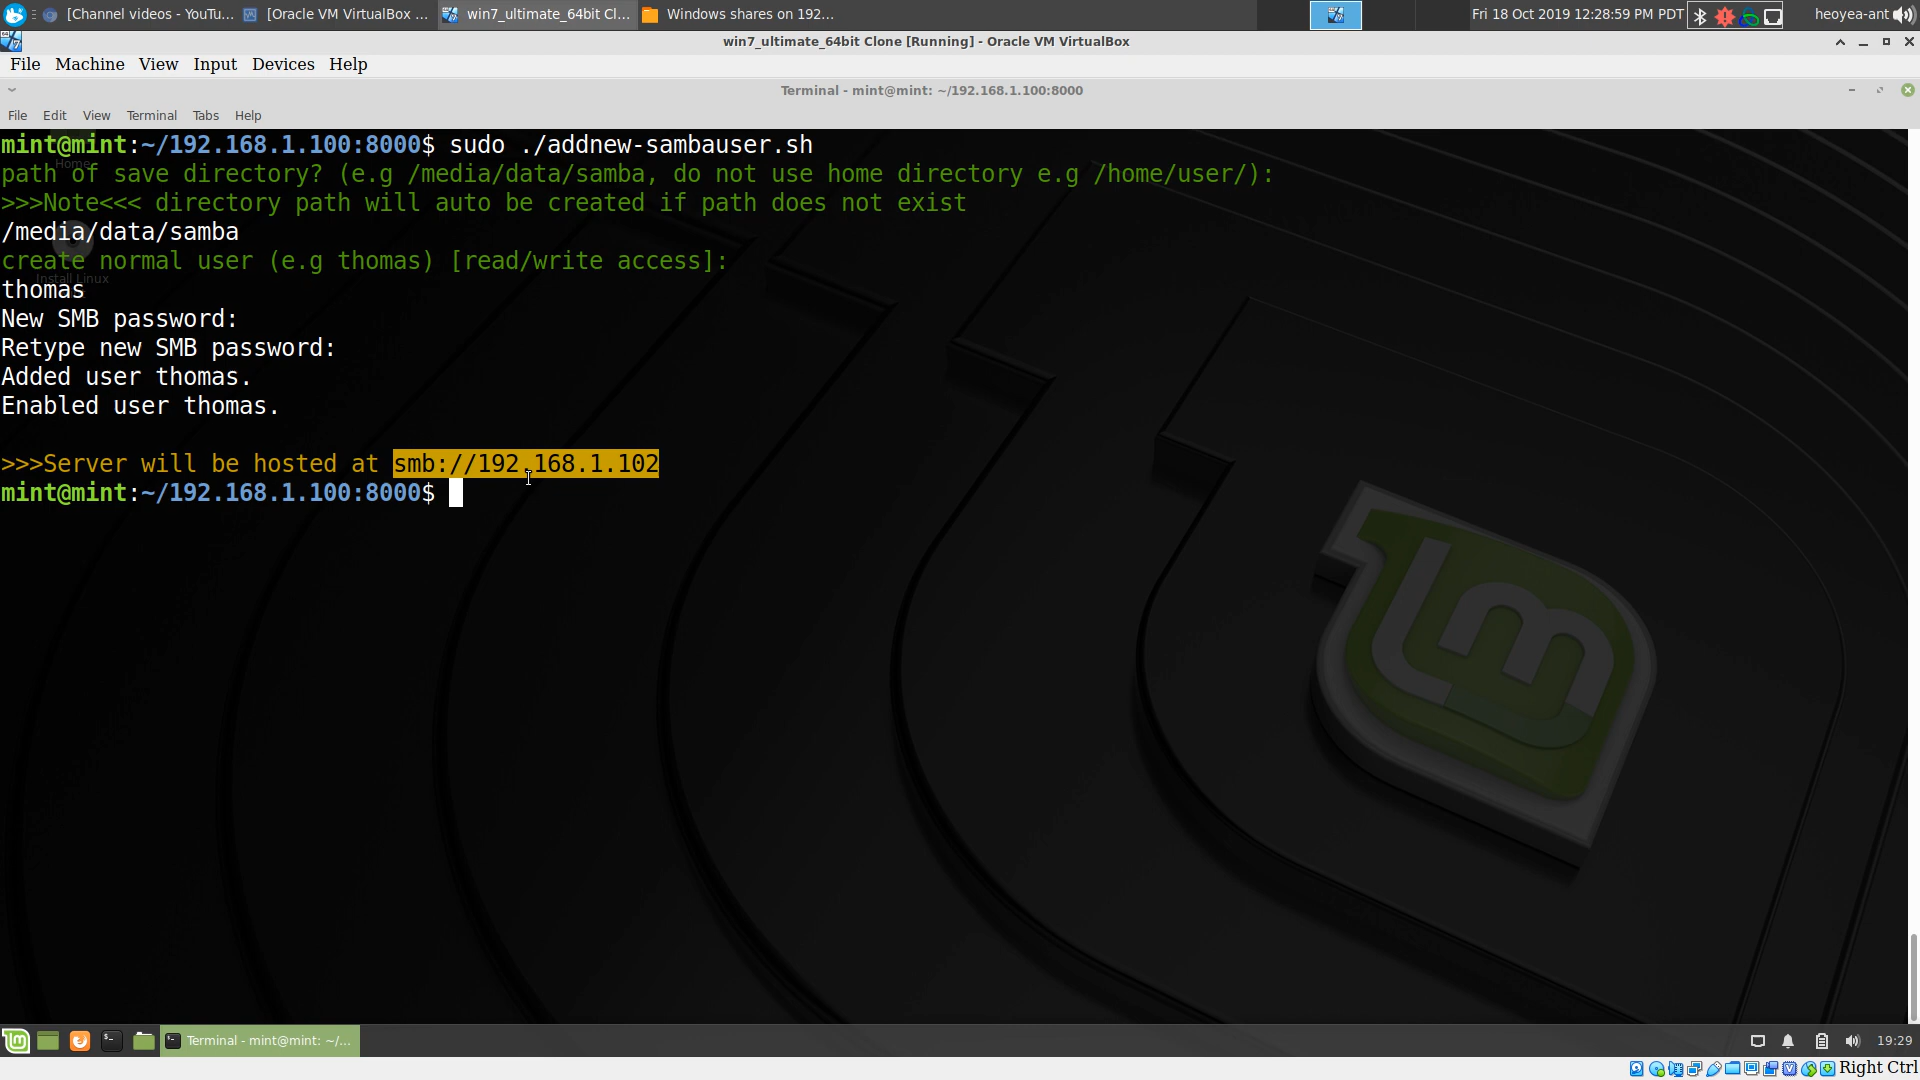 [Channel videos - YouTu...
[Oracle VM VirtualBox ...
win7_ultimate_64bit Cl...
Windows shares on 192...
Fri 18 Oct 2019 12:28:59 PM PDT
heoyea-ant
win7_ultimate_64bit Clone [Running] - Oracle VM VirtualBox
File Machine View Input Devices Help
Terminal - mint@mint: ~/192.168.1.100:8000
File Edit View Terminal Tabs Help
mint@mint:~/192.168.1.100:8000$ sudo ./addnew-sambauser.sh
Home
path of save directory? (e.g /media/data/samba, do not use home directory e.g /home/user/):
>>>Note<<< directory path will auto be created if path does not exist
/media/data/samba
create normal user (e.g thomas) [read/write access]:
Install Linux
thomas
New SMB password:
Retype new SMB password:
Added user thomas.
Enabled user thomas.
>>>Server will be hosted at smb://192.168.1.102
mint@mint:~/192.168.1.100:8000$
Terminal - mint@mint: ~/...
19:29
Right Ctrl